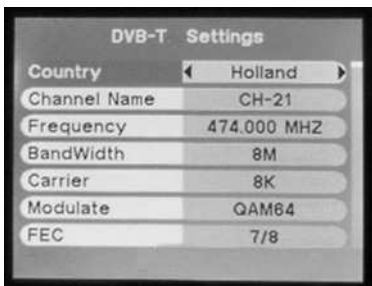 DVB-T Settings
Country Holland
Channel Name CH-21
Frequency 474.000 MHZ
BandWidth 8M
Carrier 8K
Modulate QAM64
FEC 7/8